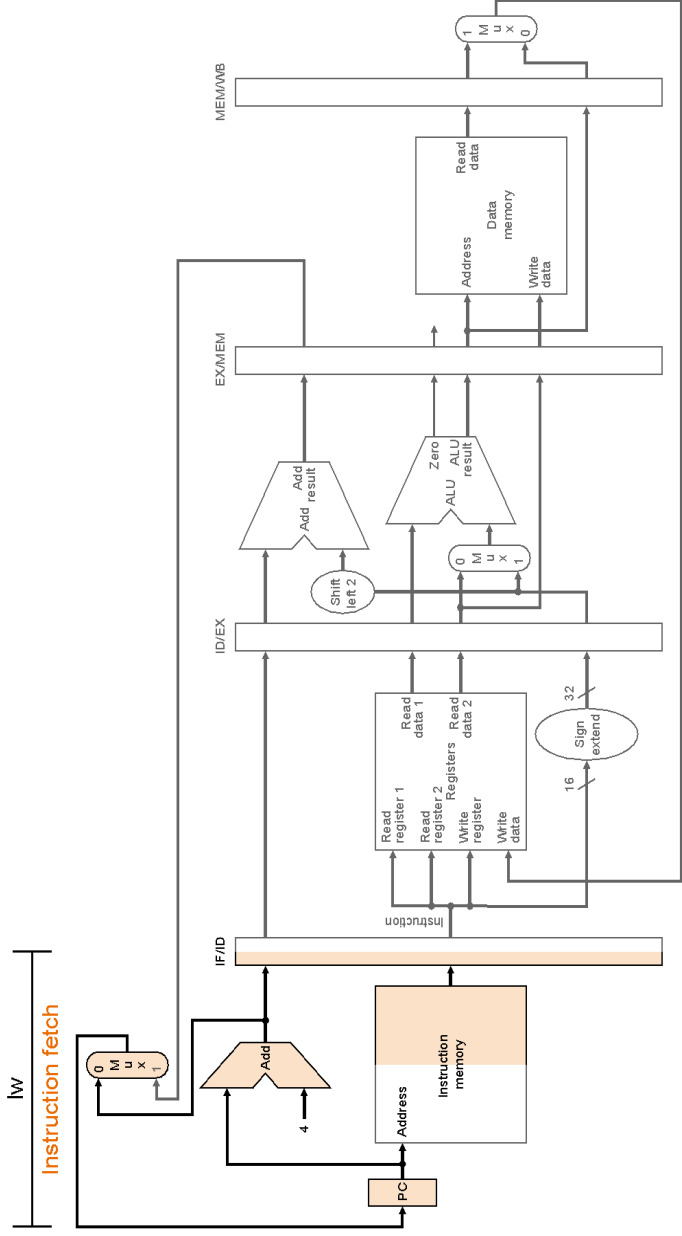 lw
Instruction fetch
0
M
u
x
1
IF/ID
ID/EX
EX/MEM
MEM/WB
Add
4
PC
Address
Instruction
memory
Instruction
Read
register 1
Read
register 2
Registers
Write
register
Write
data
Read
data 1
Read
data 2
16
Sign
extend
32
Shift
left 2
0
M
u
x
1
Add
Add
result
ALU
Zero
ALU
result
Address
Write
data
Data
memory
Read
data
1
M
u
x
0